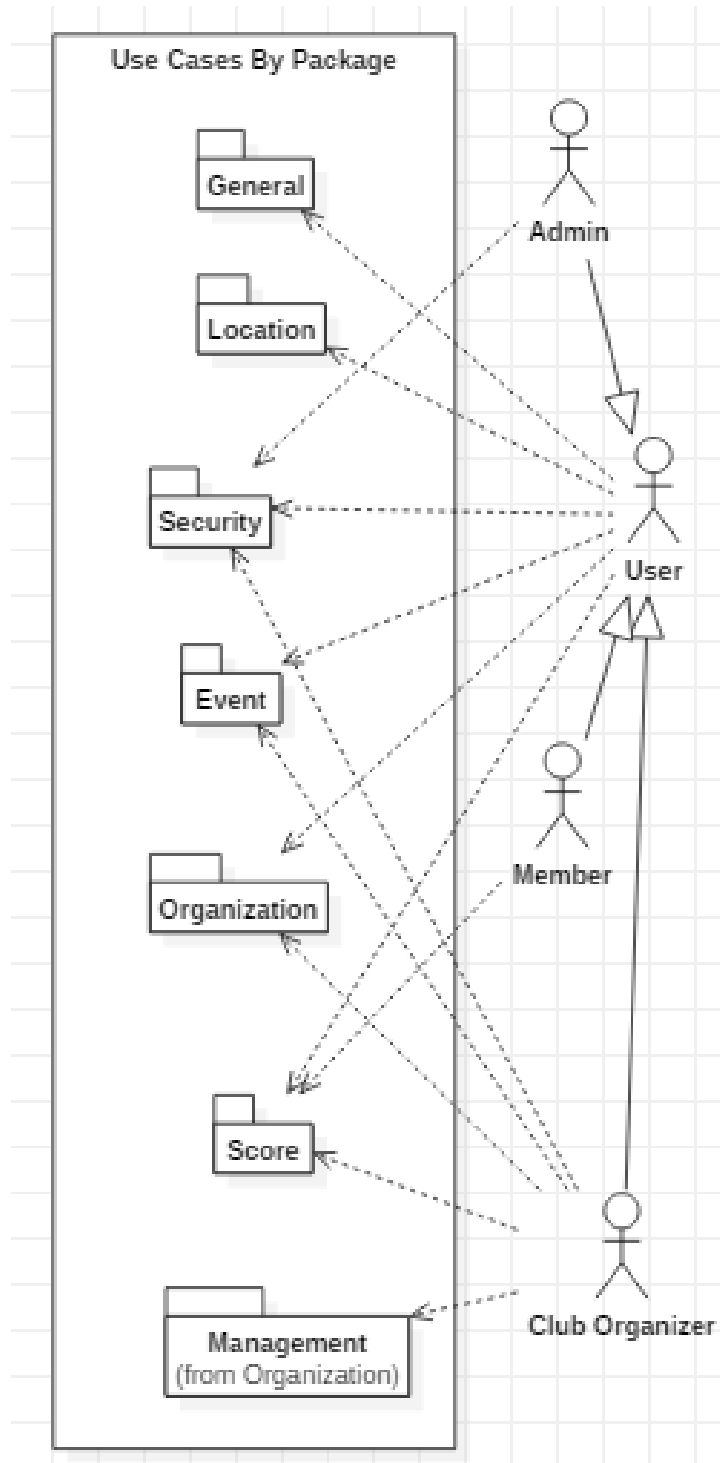 Use Cases By Package
General
Admin
Location
Security
User
Event
Member
Organization
Score
Club Organizer
Management
(from Organization)